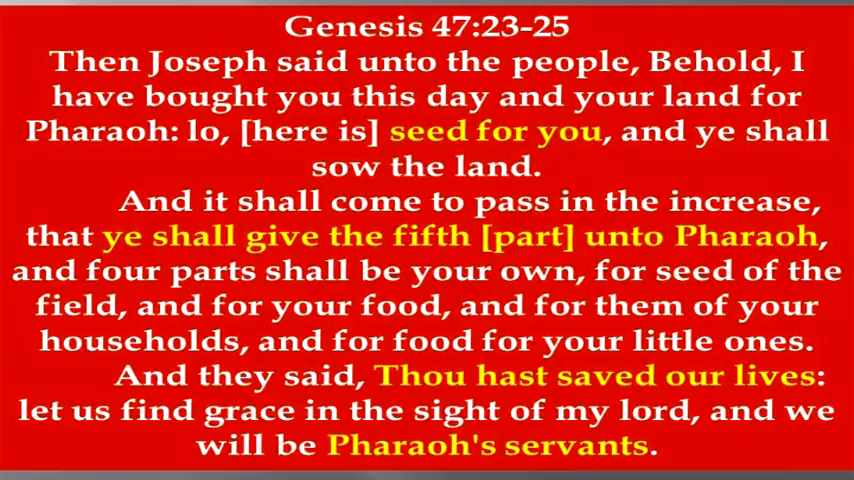 Genesis 47:23-25
Then Joseph said unto the people, Behold, I
have bought you this day and your land for
Pharaoh: lo, [here is] seed for you, and ye shall
sow the land.
And it shall come to pass in the increase,
that ye shall give the fifth [part] unto Pharaoh,
and four parts shall be your own, for seed of the
field, and for your food, and for them of your
households, and for food for your little ones.
And they said, Thou hast saved our lives:
let us find grace in the sight of my lord, and we
will be Pharaoh's servants.